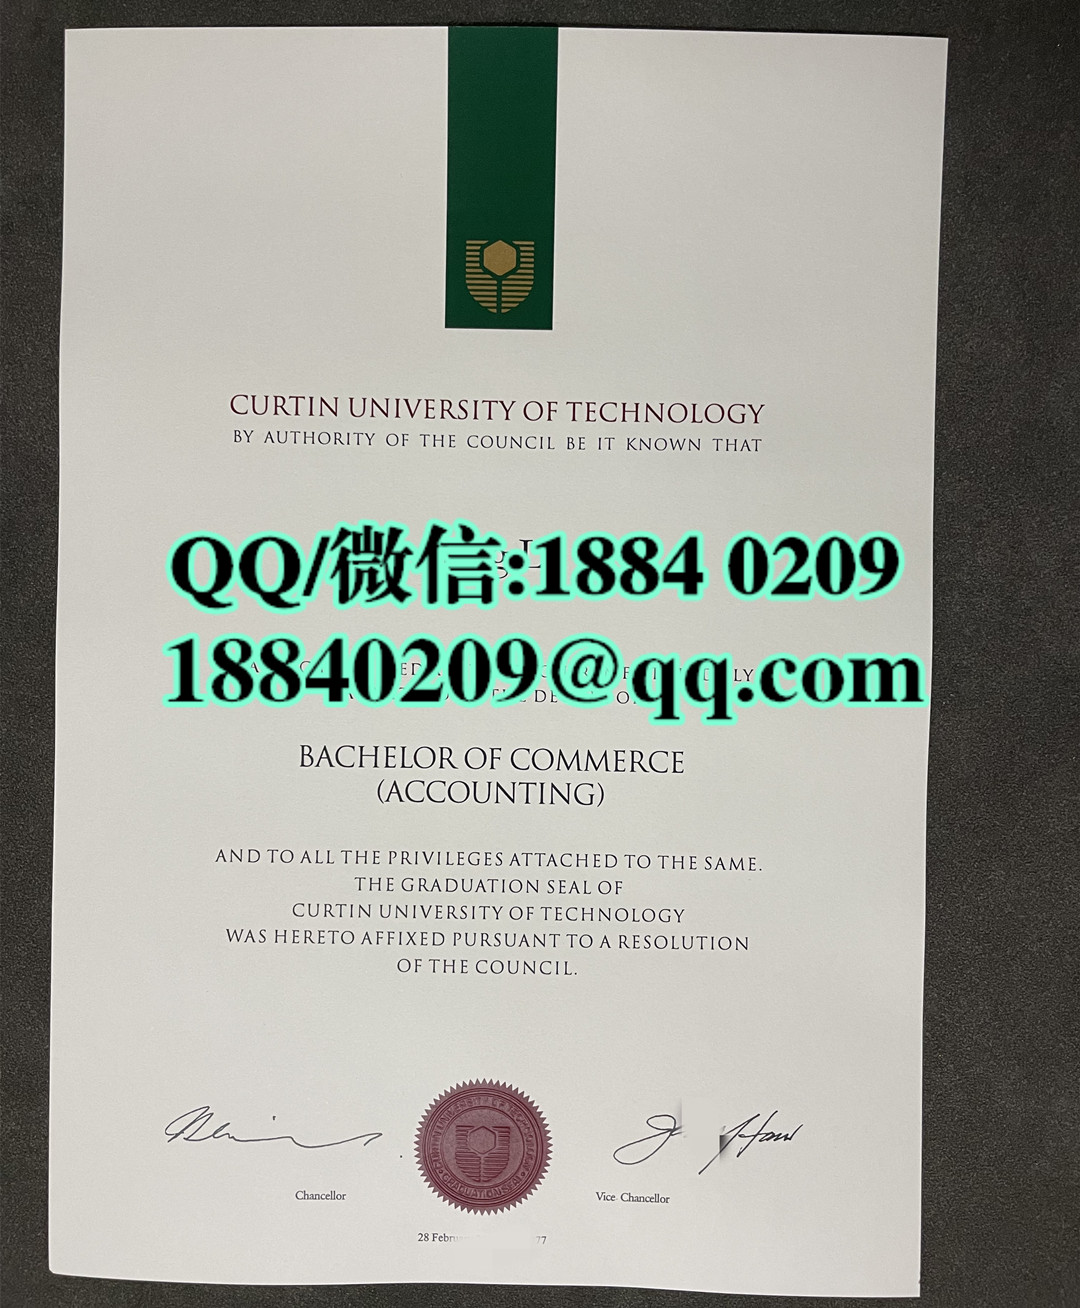 CURTIN UNIVERSITY OF TECHNOLOGY
BY AUTHORITY OF THE COUNCIL BE IT KNOWN THAT
QQ/微信:1884 0209
18840209@qq.com
BACHELOR OF COMMERCE
(ACCOUNTING)
AND TO ALL THE PRIVILEGES ATTACHED TO THE SAME.
THE GRADUATION SEAL OF
CURTIN UNIVERSITY OF TECHNOLOGY
WAS HERETO AFFIXED PURSUANT TO A RESOLUTION
OF THE COUNCIL.
Chancellor
Vice- Chancellor
28
77